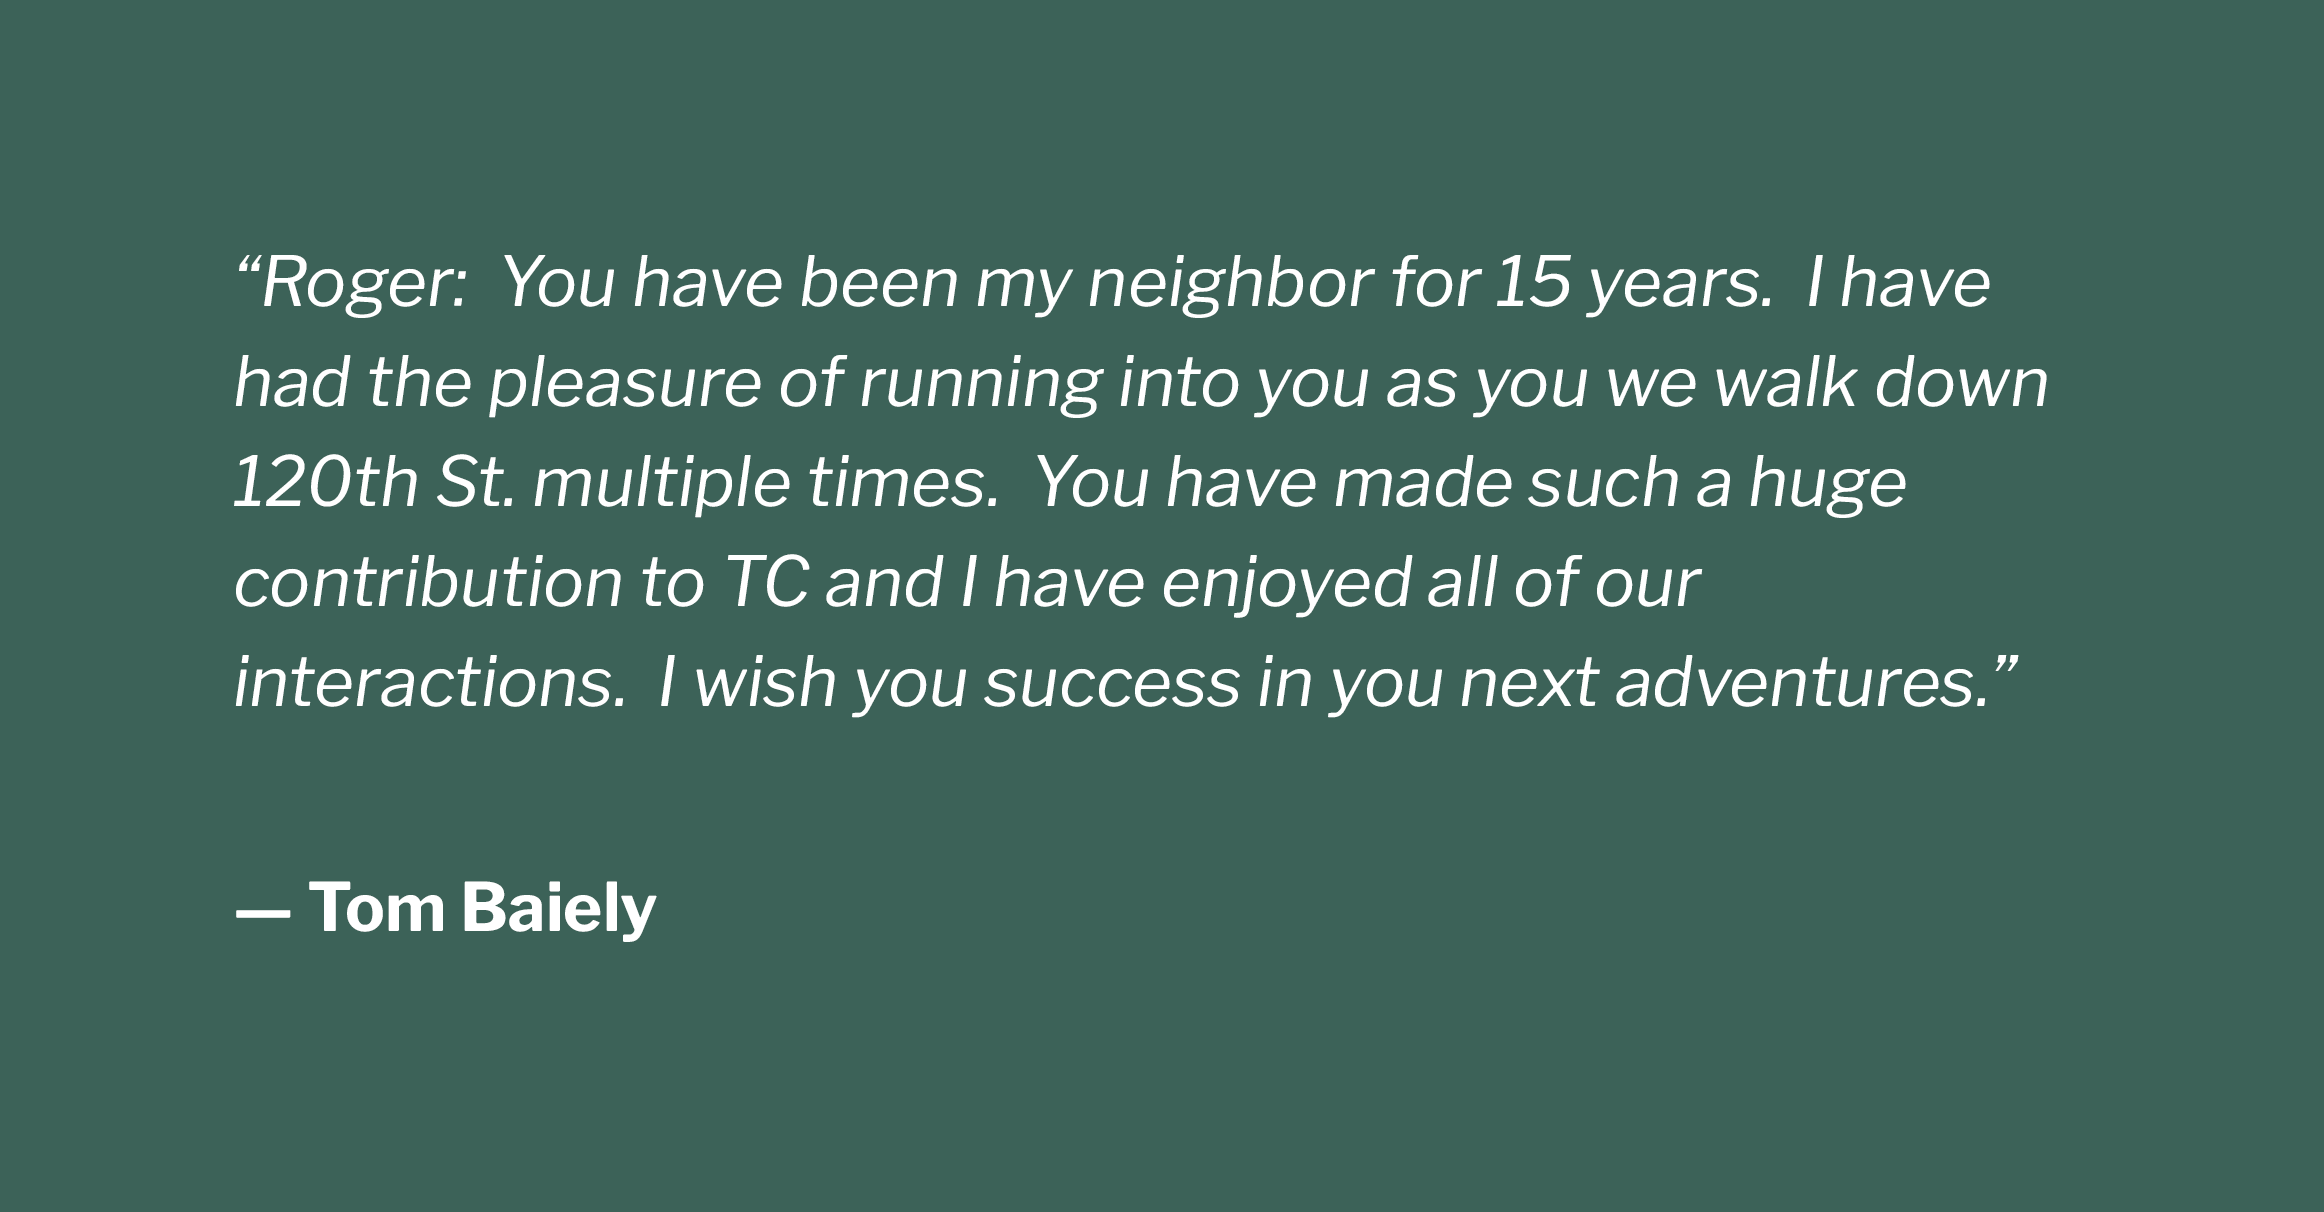 “Roger:  You have been my neighbor for 15 years.  I have
had the pleasure of running into you as you we walk down
120th St. multiple times.  You have made such a huge
contribution to TC and I have enjoyed all of our
interactions.  I wish you success in you next adventures.”
— Tom Baiely